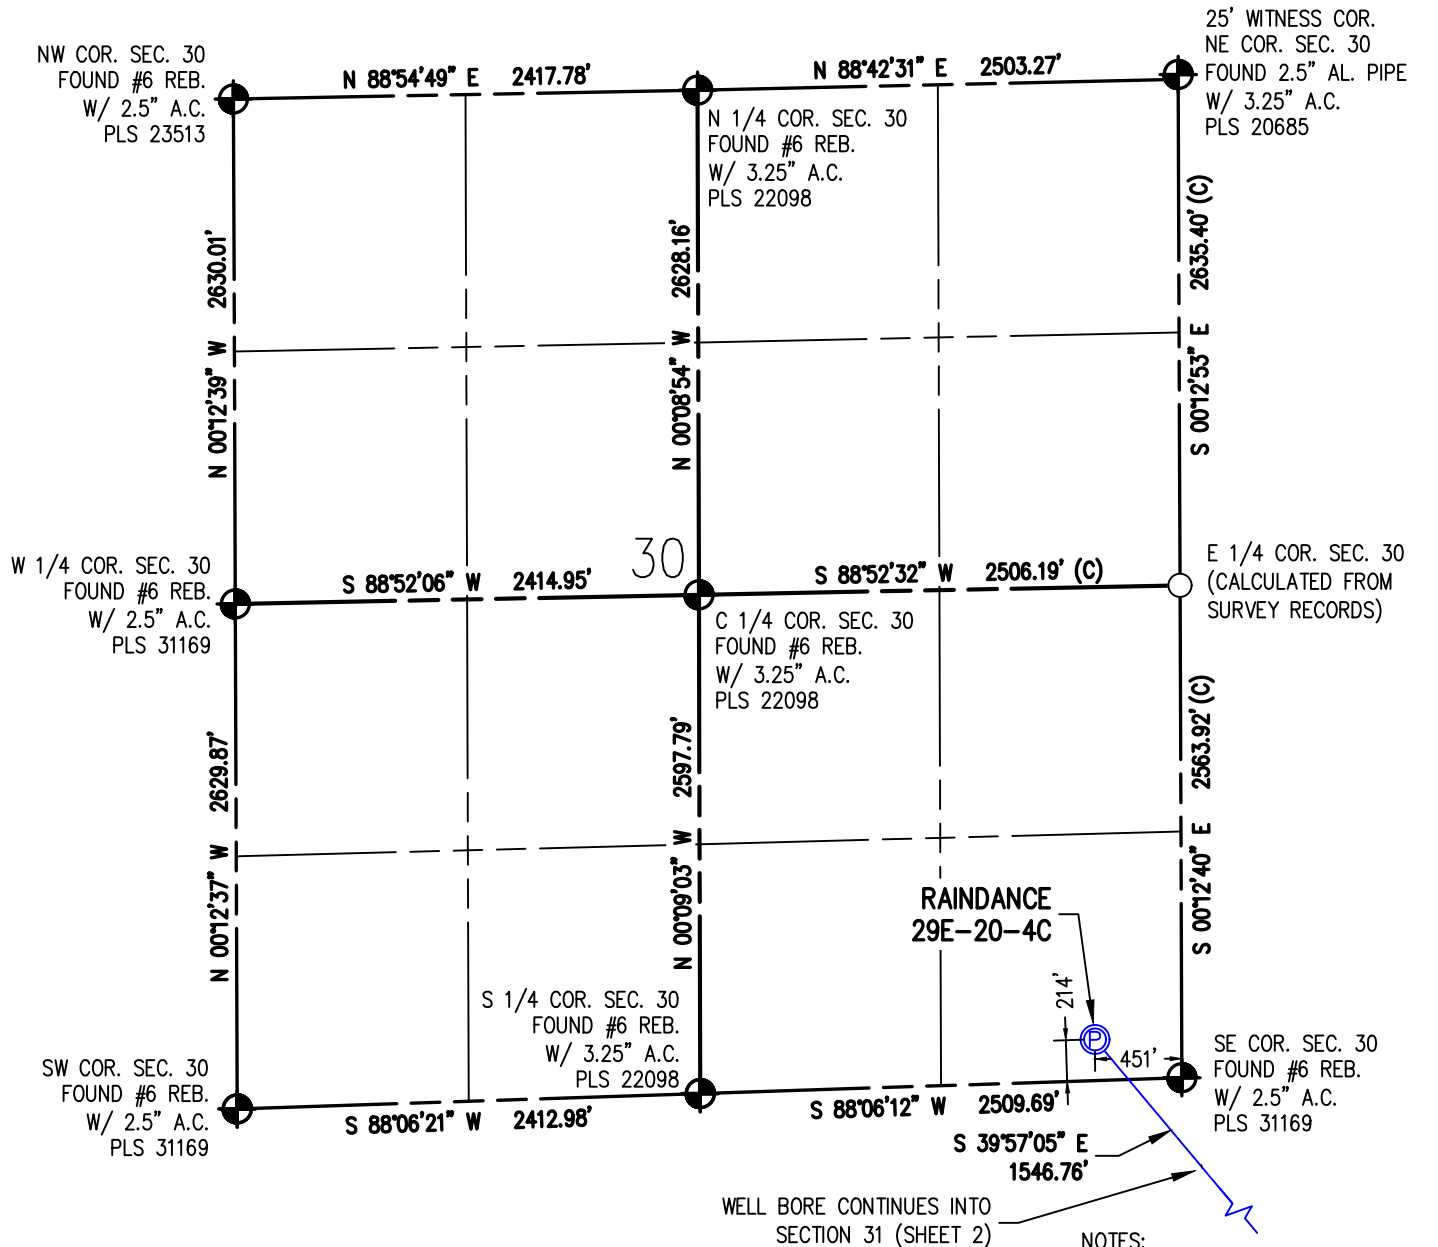 25' WITNESS COR.
NE COR. SEC. 30
FOUND 2.5" AL. PIPE
W/ 3.25" A.C.
PLS 20685
NW COR. SEC. 30
FOUND #6 REB.
W/ 2.5" A.C.
PLS 23513
N 88°54'49" E 2417.78'
N 88°42'31" E 2503.27'
N 1/4 COR. SEC. 30
FOUND #6 REB.
W/ 3.25" A.C.
PLS 22098
N 00°12'39" W 2630.01'
N 00°08'54" W 2628.16'
S 00°12'53" E 2635.40' (C)
W 1/4 COR. SEC. 30
FOUND #6 REB.
W/ 2.5" A.C.
PLS 31169
S 88°52'06" W 2414.95'
30
S 88°52'32" W 2506.19' (C)
E 1/4 COR. SEC. 30
(CALCULATED FROM
SURVEY RECORDS)
C 1/4 COR. SEC. 30
FOUND #6 REB.
W/ 3.25" A.C.
PLS 22098
N 00°12'37" W 2629.87'
N 00°09'03" W 2597.79'
S 00°12'40" E 2563.92' (C)
RAINDANCE
29E-20-4C
214'
P
451'
S 1/4 COR. SEC. 30
FOUND #6 REB.
W/ 3.25" A.C.
PLS 22098
SW COR. SEC. 30
FOUND #6 REB.
W/ 2.5" A.C.
PLS 31169
SE COR. SEC. 30
FOUND #6 REB.
W/ 2.5" A.C.
PLS 31169
S 88°06'21" W 2412.98'
S 88°06'12" W 2509.69'
S 39°57'05" E
1546.76'
WELL BORE CONTINUES INTO
SECTION 31 (SHEET 2)
NOTES: